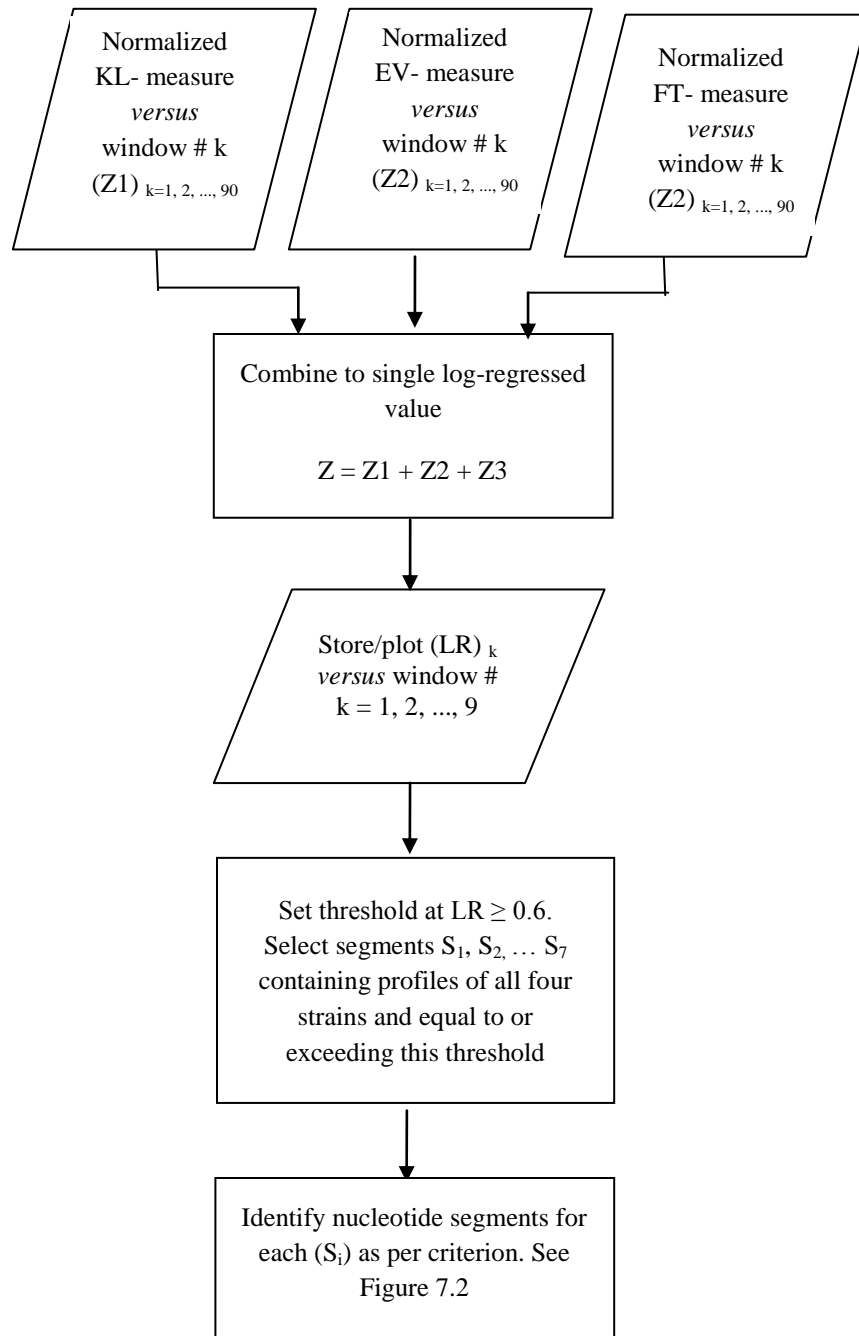 Normalized
KL- measure
versus
window # k
(Z1) k=1, 2, ..., 90
Normalized
EV- measure
versus
window # k
(Z2) k=1, 2, ..., 90
Normalized
FT- measure
versus
window # k
(Z2) k=1, 2, ..., 90
Combine to single log-regressed
value
Z = Z1 + Z2 + Z3
Store/plot (LR) k
versus window #
k = 1, 2, ..., 9
Set threshold at LR ≥ 0.6.
Select segments S1, S2, … S7
containing profiles of all four
strains and equal to or
exceeding this threshold
Identify nucleotide segments for
each (Si) as per criterion. See
Figure 7.2